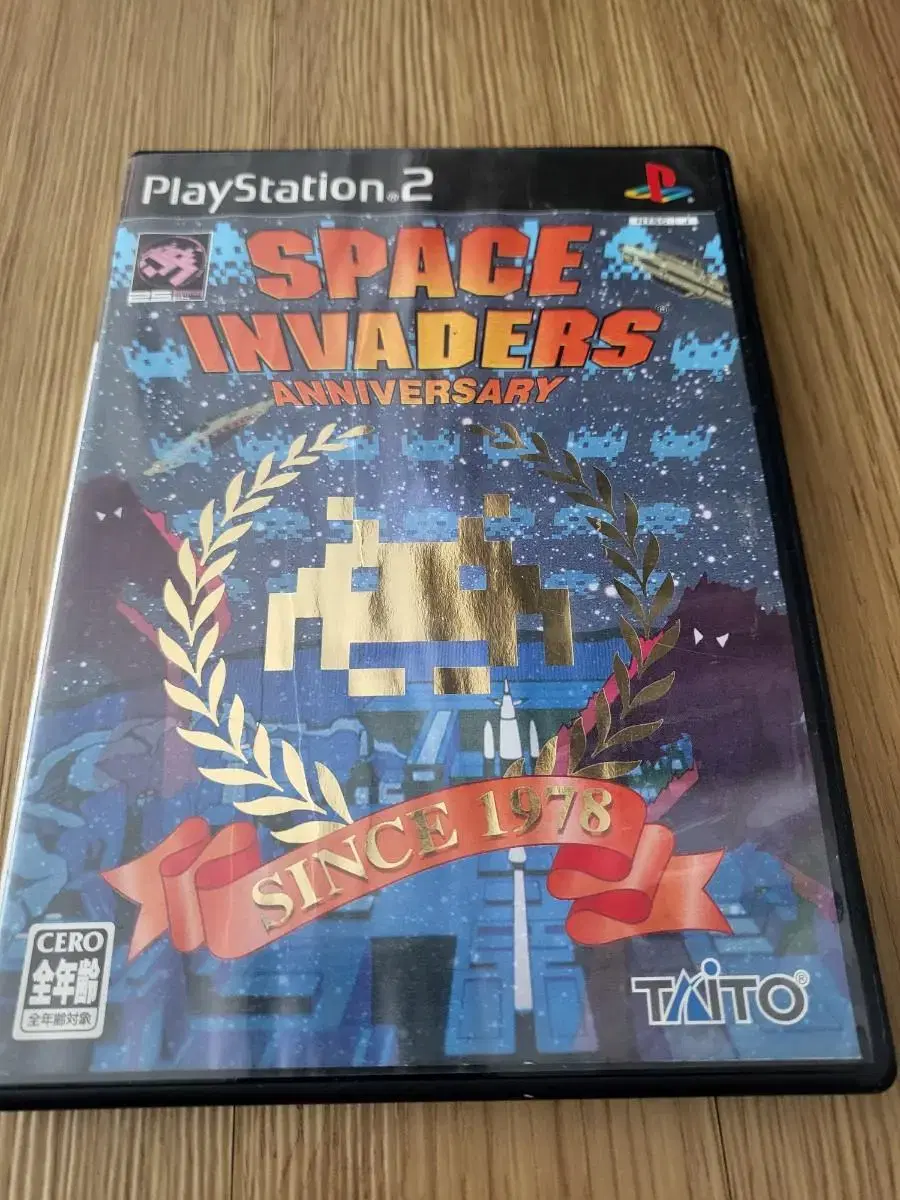 PlayStation®2
SPACE
INVADERS®
ANNIVERSARY
SINCE 1978
CERO
全年齢
全年齢対象
TAITO®